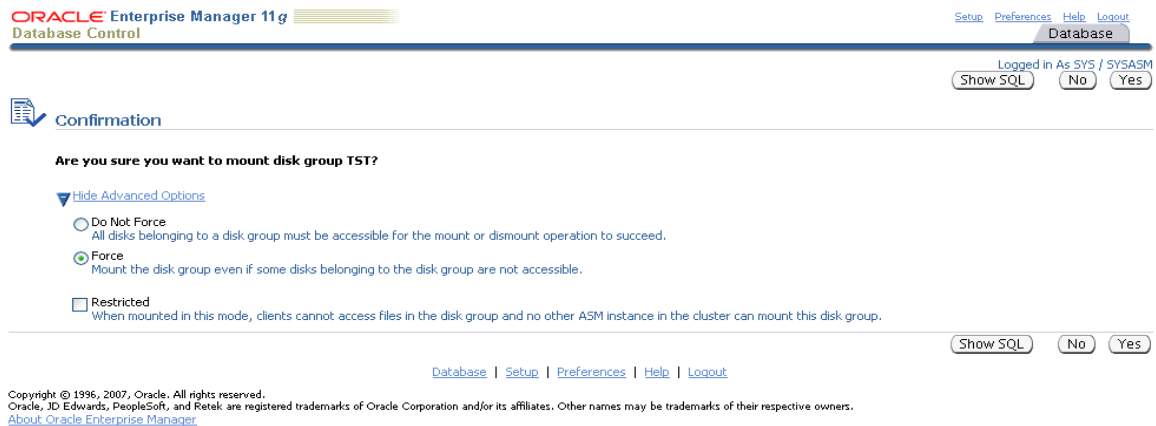 ORACLE Enterprise Manager 11g
Database Control
Setup Preferences Help Logout
Database
Logged in As SYS / SYSASM
Show SQL No Yes
Confirmation
Are you sure you want to mount disk group TST?
Hide Advanced Options
Do Not Force
All disks belonging to a disk group must be accessible for the mount or dismount operation to succeed.
Force
Mount the disk group even if some disks belonging to the disk group are not accessible.
Restricted
When mounted in this mode, clients cannot access files in the disk group and no other ASM instance in the cluster can mount this disk group.
Show SQL No Yes
Database | Setup | Preferences | Help | Logout
Copyright © 1996, 2007, Oracle. All rights reserved.
Oracle, JD Edwards, PeopleSoft, and Retek are registered trademarks of Oracle Corporation and/or its affiliates. Other names may be trademarks of their respective owners.
About Oracle Enterprise Manager